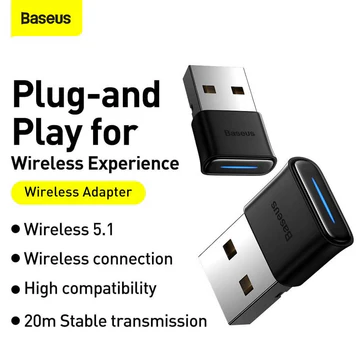 Baseus
Plug-and
Play for
Wireless Experience
Wireless Adapter
• Wireless 5.1
• Wireless connection
• High compatibility
• 20m Stable transmission
Baseus
Baseus